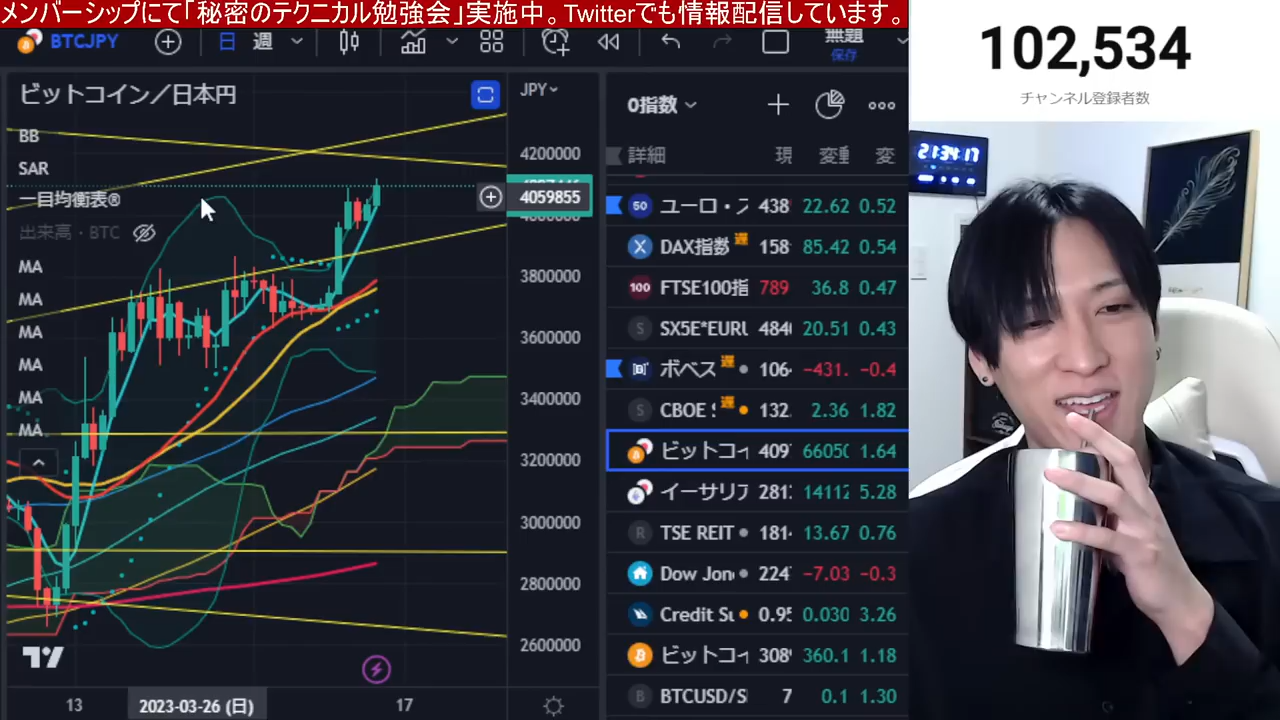 メンバーシップにて「秘密のテクニカル勉強会」実施中。Twitterでも情報配信しています。
BTCJPY
日
週
無題
保存
102,534
チャンネル登録者数
ビットコイン／日本円
JPY
BB
SAR
一目均衡表®
出来高・BTC
MA
MA
MA
MA
MA
MA
4200000
4059855
3800000
3600000
3400000
3200000
3000000
2800000
2600000
13
2023-03-26 (日)
17
0指数
詳細 現 変動 変
50 ユーロ・ス 438 22.62 0.52
DAX指数 遅 158 85.42 0.54
100 FTSE100指 789 36.8 0.47
S SX5E*EURU 484 20.51 0.43
ボベス 遅 106 −431. −0.4
S CBOE 遅 132 2.36 1.82
ビットコイ 409 6605 1.64
イーサリア 281 14112 5.28
R TSE REIT 181 13.67 0.76
Dow Jon 224 −7.03 −0.3
Credit Su 0.95 0.030 3.26
ビットコイ 308 360.1 1.18
B BTCUSD/S 7 0.1 1.30